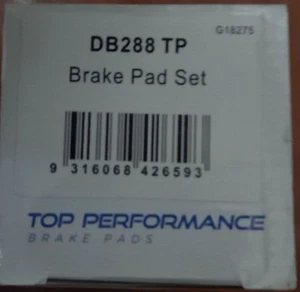 G18275
DB288 TP
Brake Pad Set
9 316068 426593
TOP PERFORMANCE
BRAKE PADS